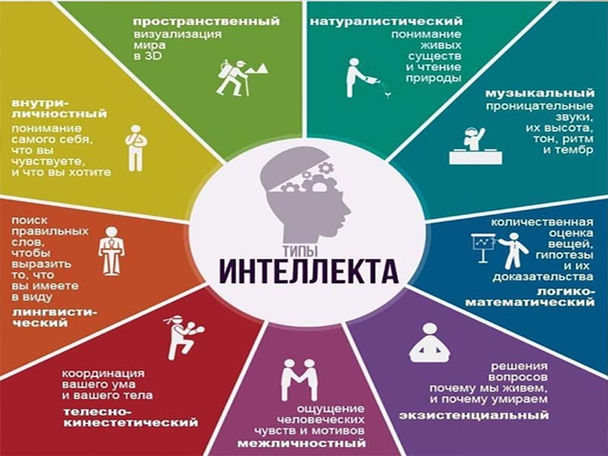 пространственный
визуализация
мира
в 3D
натуралистический
понимание
живых
существ
и чтение
природы
музыкальный
проницательные
звуки,
их высота,
тон, ритм
и тембр
количественная
оценка
вещей,
гипотезы
и их
доказательства
логико-
математический
решения
вопросов
почему мы живем,
и почему умираем
экзистенциальный
ощущение
человеческих
чувств и мотивов
межличностный
координация
вашего ума
и вашего тела
телесно-
кинестетический
поиск
правильных
слов,
чтобы
выразить
то, что
вы имеете
в виду
лингвисти-
ческий
внутри-
личностный
понимание
самого себя,
что вы
чувствуете,
и что вы хотите
ТИПЫ
ИНТЕЛЛЕКТА